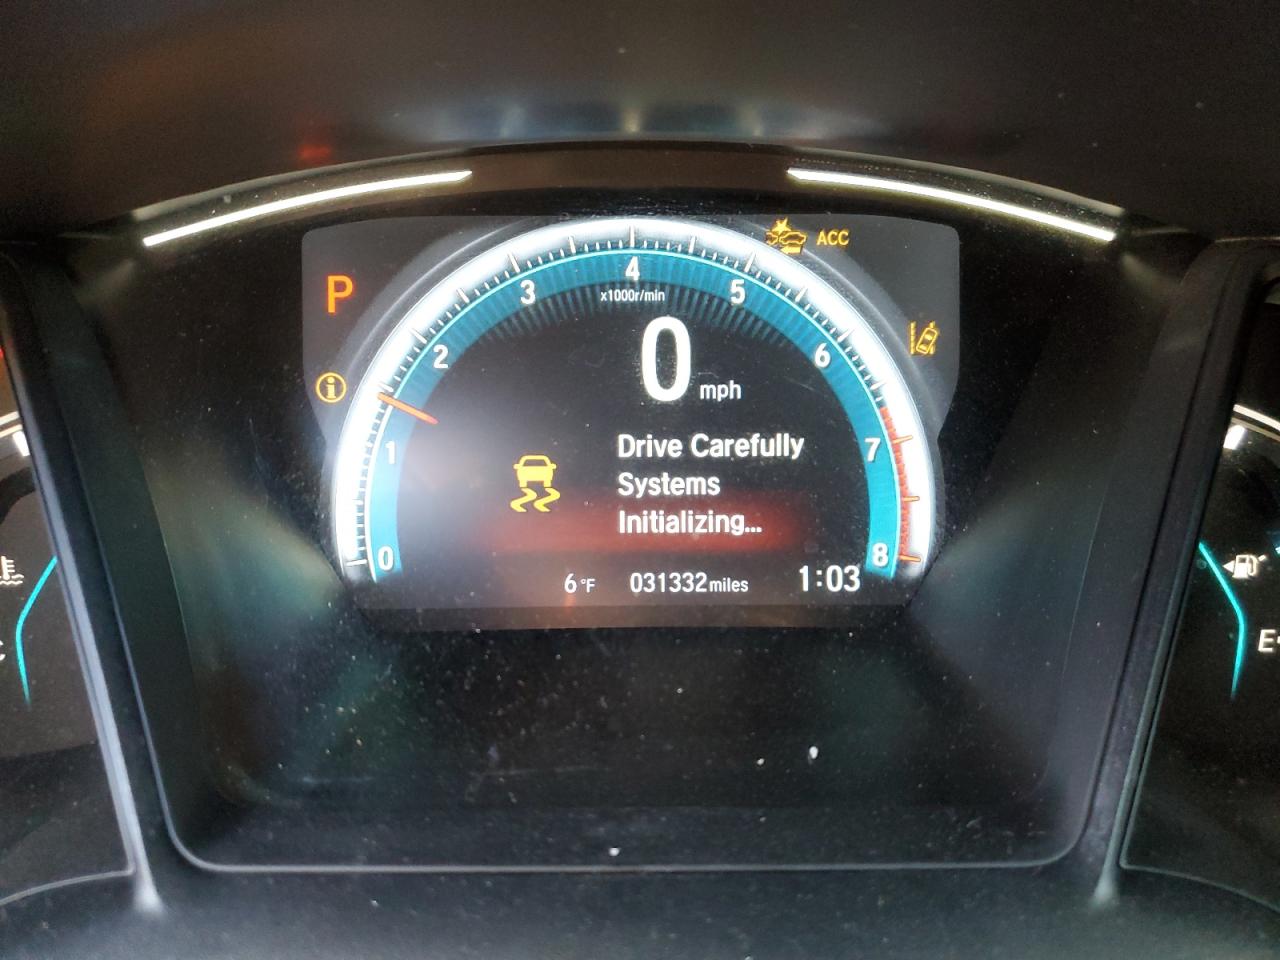 ACC
P
4
x1000r/min
3
5
2
6
0 mph
i
1
7
Drive Carefully
Systems
Initializing...
0
8
6°F 031332miles 1:03
C
E